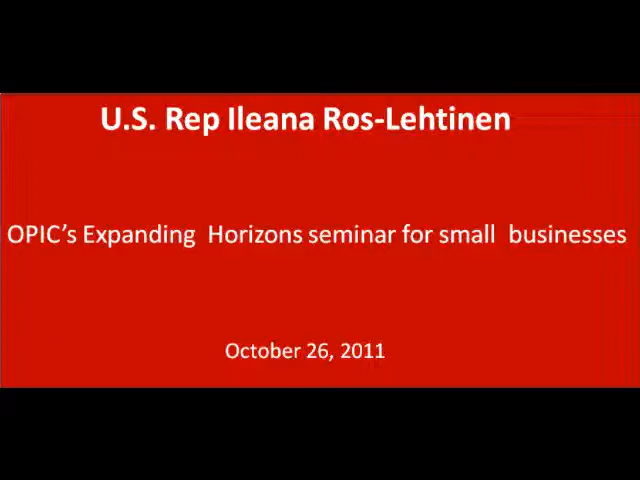 U.S. Rep Ileana Ros-Lehtinen
OPIC’s Expanding  Horizons seminar for small  businesses
October 26, 2011